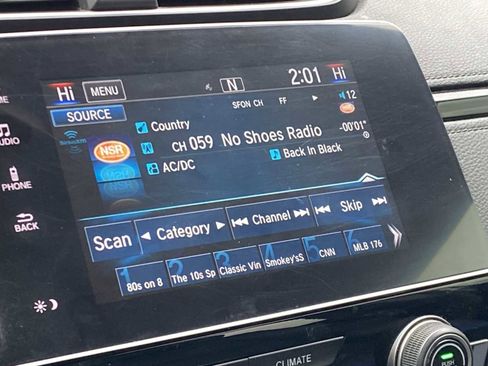 Hi MENU N 2:01 Hi
SFON CH FF
SOURCE
12
Country
SiriusXM
NSR
NSR
CH 059 No Shoes Radio -00'01"
AC/DC Back In Black
AUDIO
PHONE
BACK
Scan Category Channel Skip
1 80s on 8
2 The 10s Sp
3 Classic Vin
4 Smokey'sS
5 CNN
6 MLB 176
CLIMATE
PUSH